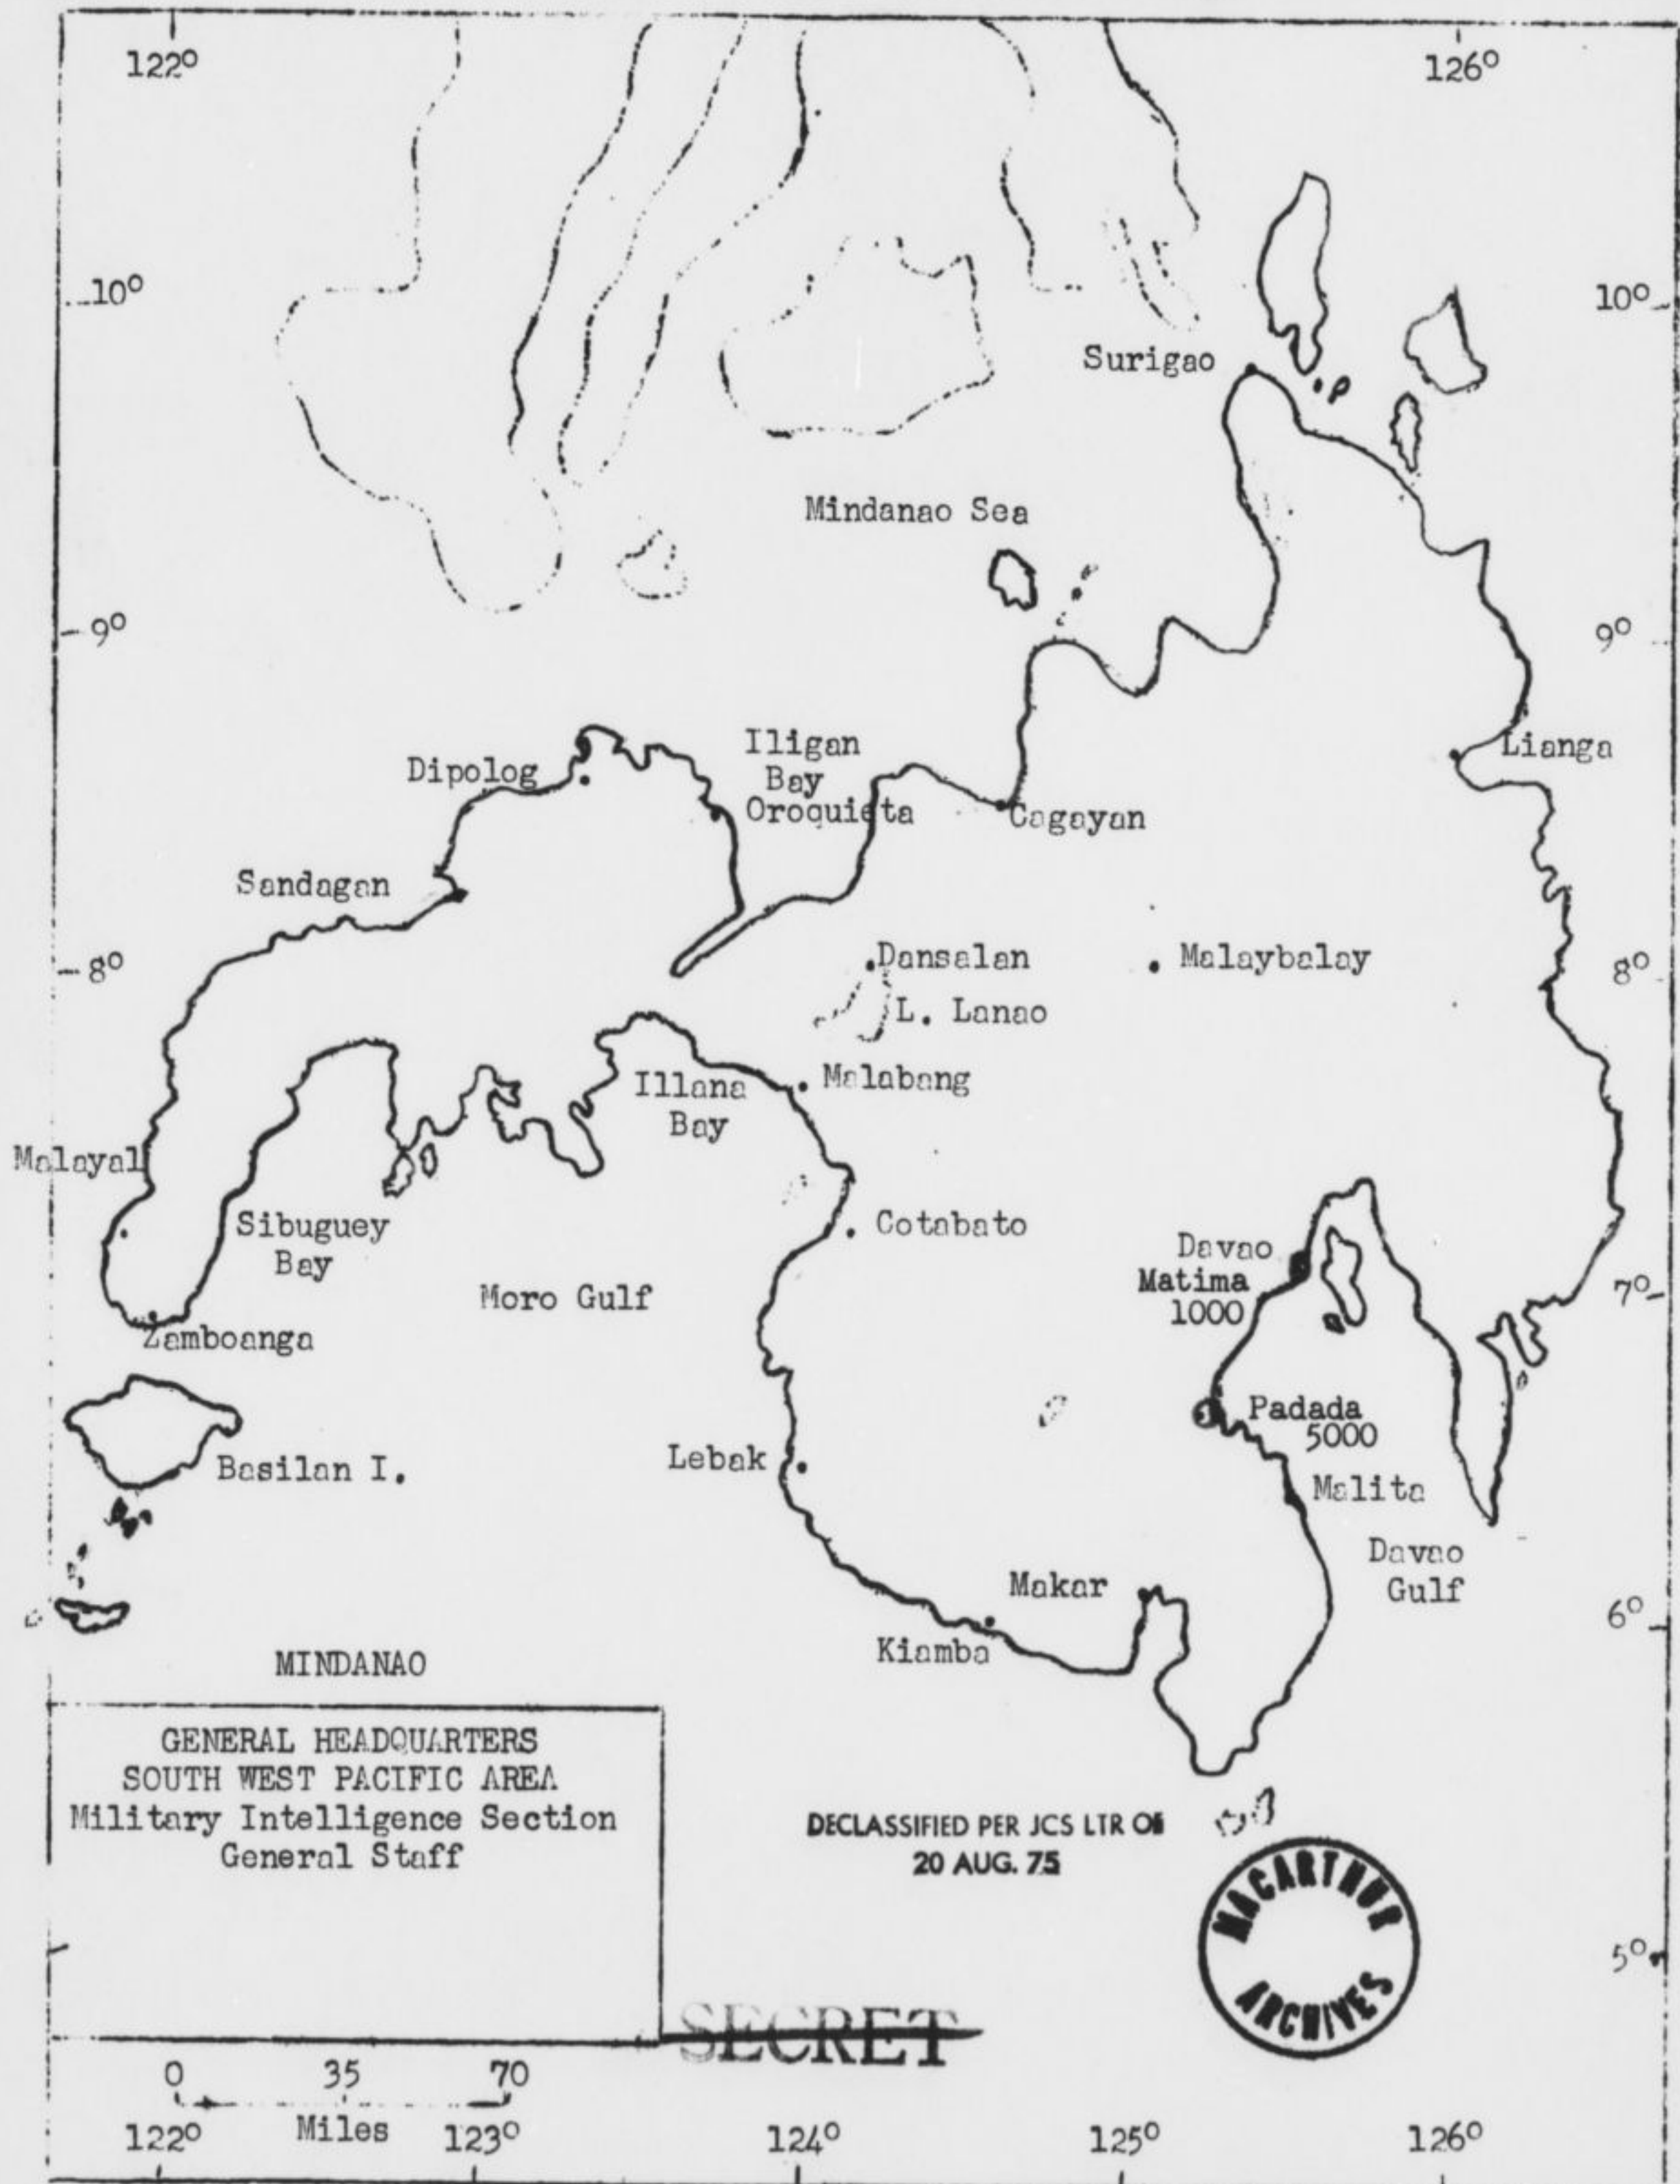 122° 126°
10° 10°
Surigao
Mindanao Sea
9° 9°
Iligan
Bay
Dipolog
Oroquieta
Cagayan
Lianga
Sandagan
8° 8°
Dansalan
Malaybalay
L. Lanao
Illana
Bay
Malabang
Malayal
Sibuguey
Bay
Cotabato
Davao
Matima
1000
Moro Gulf
7°
Zamboanga
Padada
5000
Basilan I.
Lebak
Malita
Davao
Gulf
Makar
6°
Kiamba
MINDANAO
GENERAL HEADQUARTERS
SOUTH WEST PACIFIC AREA
Military Intelligence Section
General Staff
DECLASSIFIED PER JCS LTR OF
20 AUG. 75
MACARTHUR
ARCHIVES
5°
SECRET
0 35 70
Miles
122° 123° 124° 125° 126°